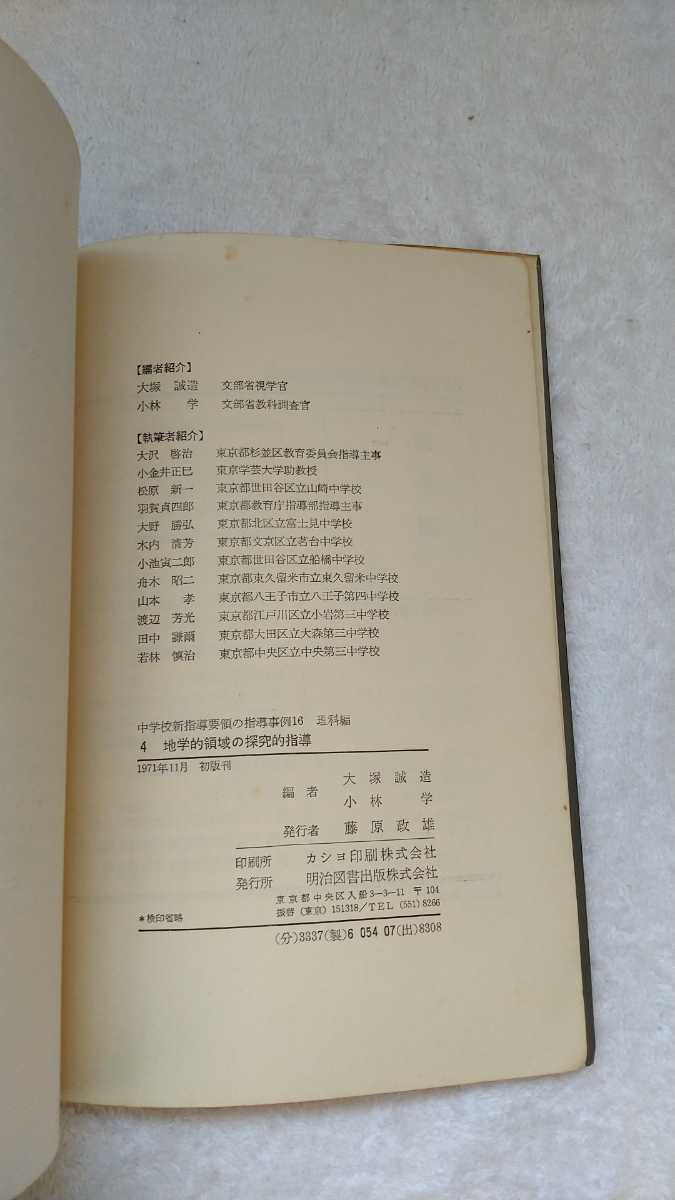 【編者紹介】
大塚 誠造 文部省視学官
小林 学 文部省教科調査官
【執筆者紹介】
大沢 啓治 東京都杉並区教育委員会指導主事
小金井正巳 東京学芸大学助教授
松原 新一 東京都世田谷区立山崎中学校
羽賀貞四郎 東京都教育庁指導部指導主事
大野 勝弘 東京都北区立富士見中学校
木内 清芳 東京都文京区立茗台中学校
小池寅二郎 東京都世田谷区立船橋中学校
舟木 昭二 東京都東久留米市立東久留米中学校
山本 孝 東京都八王子市立八王子第四中学校
渡辺 芳光 東京都江戸川区立小岩第三中学校
田中 謙爾 東京都大田区立大森第三中学校
若林 慎治 東京都中央区立中央第三中学校
中学校新指導要領の指導事例16 理科編
4 地学的領域の探究的指導
1971年11月 初版刊
編者 大塚誠造
小林 学
発行者 藤原政雄
印刷所 カショ印刷株式会社
発行所 明治図書出版株式会社
東京都中央区入船3-3-11 〒104
*検印省略 振替(東京)151318/TEL(551)8266
(分)3337(製)6 054 07(出)8308